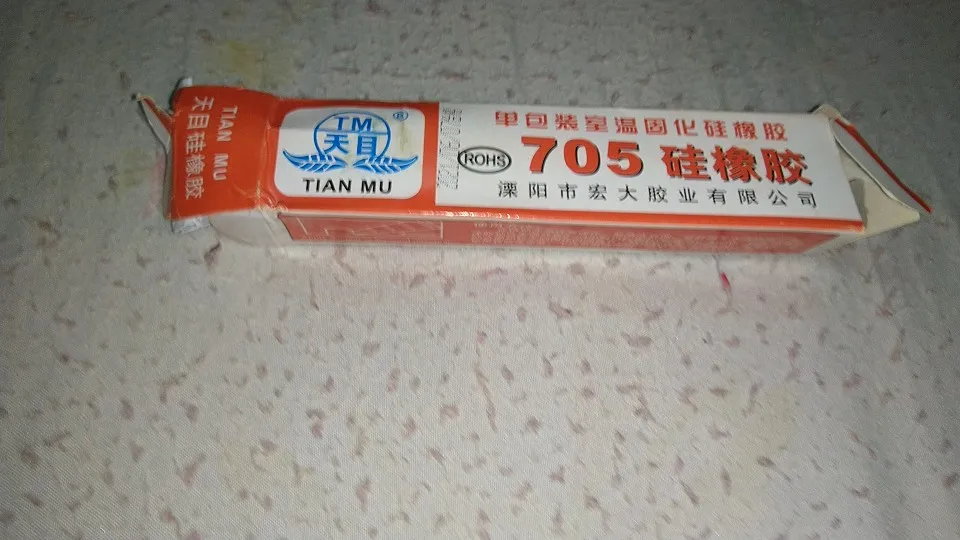 TIAN MU
天目硅橡胶
TM
天目
®
TIAN MU
ROHS
单包装室温固化硅橡胶
705 硅橡胶
溧阳市宏大胶业有限公司